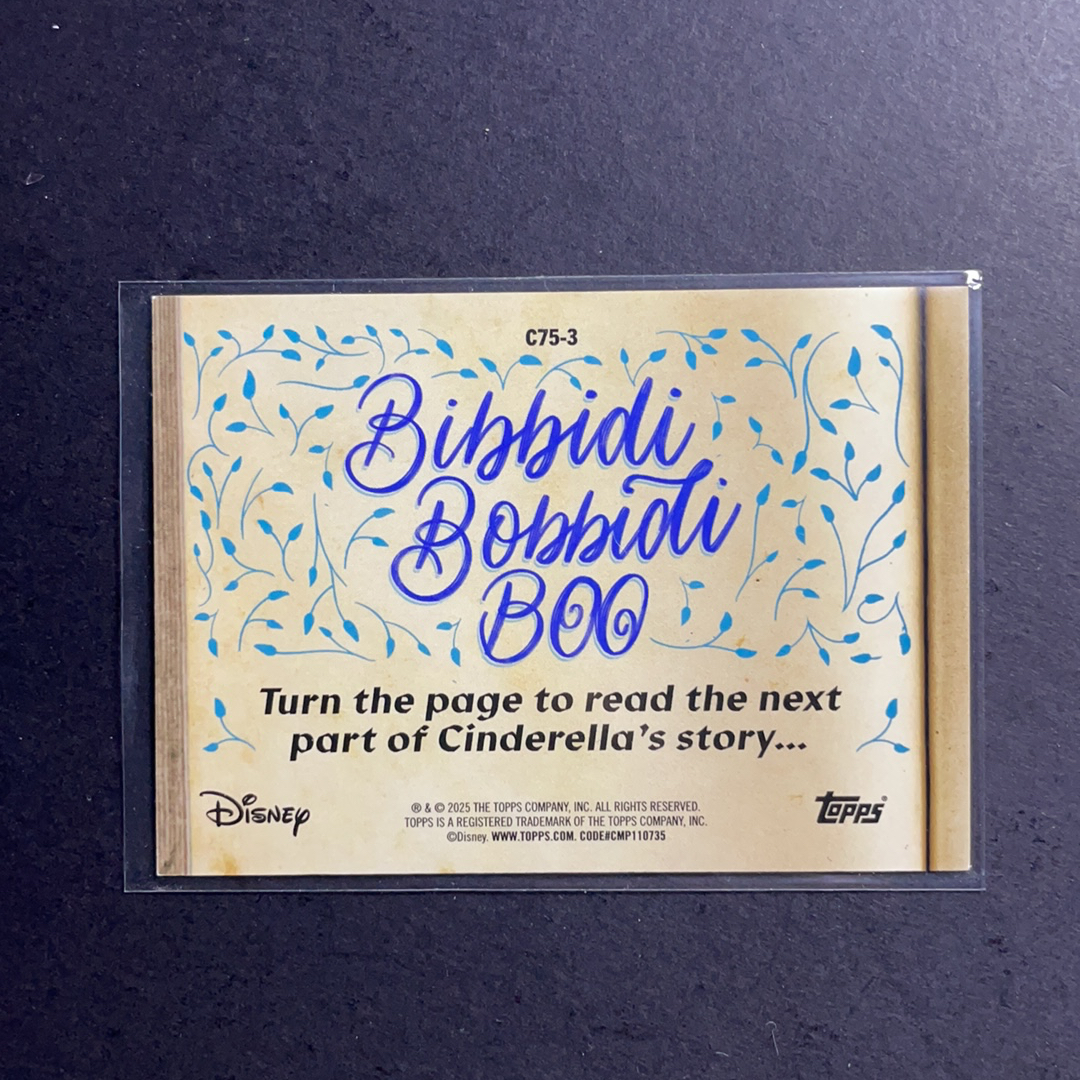 C75-3
Bibbidi
Bobbidi
BOO
Turn the page to read the next
part of Cinderella's story...
Disney
® & © 2025 THE TOPPS COMPANY, INC. ALL RIGHTS RESERVED.
TOPPS IS A REGISTERED TRADEMARK OF THE TOPPS COMPANY, INC.
©Disney. WWW.TOPPS.COM. CODE#CMP110735
topps®